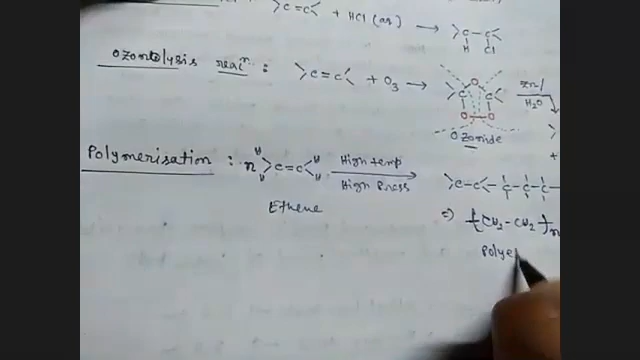 >C=C< + HCl (aq) → >C-C<
H Cl
Ozonolysis reacⁿ : >C=C< + O₃ → C O C
O O
Zn/
H₂O
Ozonide
+
Polymerisation : n H H >C=C< H H High temp
High Press
>C-C< -C-C-C-
Ethene
⇒ {CH₂-CH₂}n
Polye